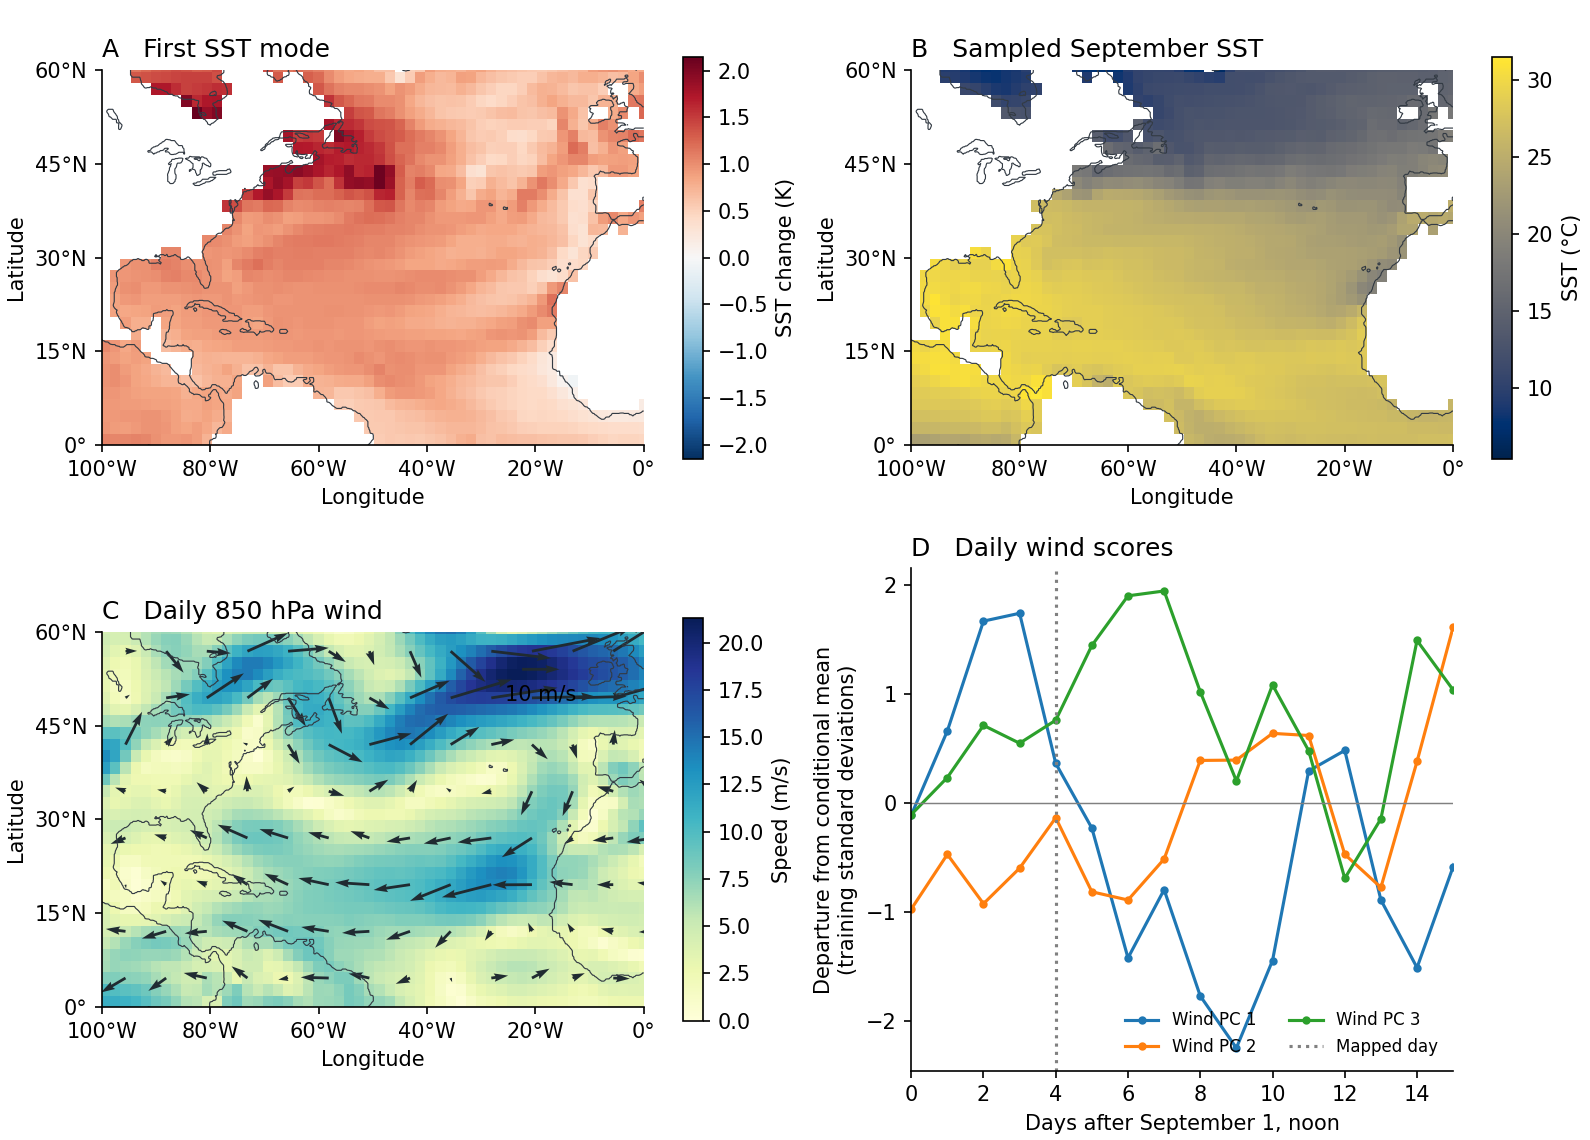 A First SST mode
60°N
45°N
30°N
15°N
0°
Latitude
100°W
80°W
60°W
40°W
20°W
0°
Longitude
2.0
1.5
1.0
0.5
0.0
−0.5
−1.0
−1.5
−2.0
SST change (K)
B Sampled September SST
60°N
45°N
30°N
15°N
0°
Latitude
100°W
80°W
60°W
40°W
20°W
0°
Longitude
30
25
20
15
10
SST (°C)
C Daily 850 hPa wind
60°N
45°N
30°N
15°N
0°
Latitude
10 m/s
100°W
80°W
60°W
40°W
20°W
0°
Longitude
20.0
17.5
15.0
12.5
10.0
7.5
5.0
2.5
0.0
Speed (m/s)
D Daily wind scores
2
1
0
−1
−2
Departure from conditional mean
(training standard deviations)
Wind PC 1
Wind PC 2
Wind PC 3
Mapped day
0
2
4
6
8
10
12
14
Days after September 1, noon